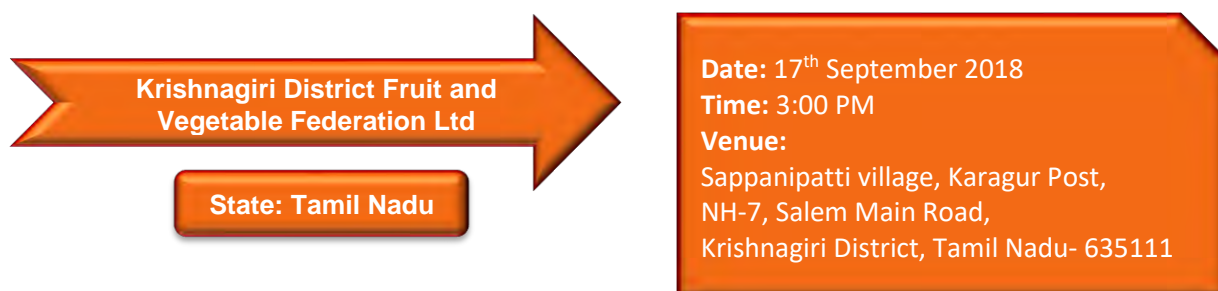 Krishnagiri District Fruit and
Vegetable Federation Ltd
State: Tamil Nadu
Date: 17th September 2018
Time: 3:00 PM
Venue:
Sappanipatti village, Karagur Post,
NH-7, Salem Main Road,
Krishnagiri District, Tamil Nadu- 635111